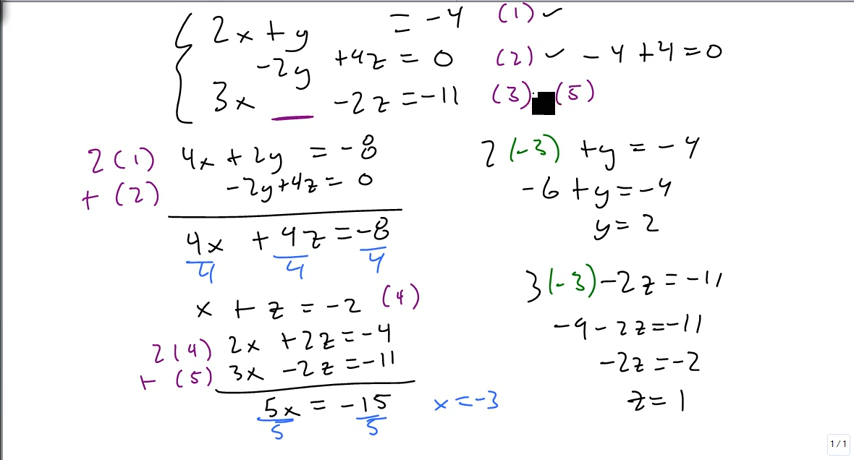 2x + y = -4 (1) ✓
-2y + 4z = 0 (2) ✓ -4 + 4 = 0
3x - 2z = -11 (3) (5)
2(1) 4x + 2y = -8
+ (2) -2y + 4z = 0
4x + 4z = -8
4 4 4
x + z = -2 (4)
2(4) 2x + 2z = -4
+ (5) 3x - 2z = -11
5x = -15 x = -3
5 5
2(-3) + y = -4
-6 + y = -4
y = 2
3(-3) - 2z = -11
-9 - 2z = -11
-2z = -2
z = 1
1 / 1